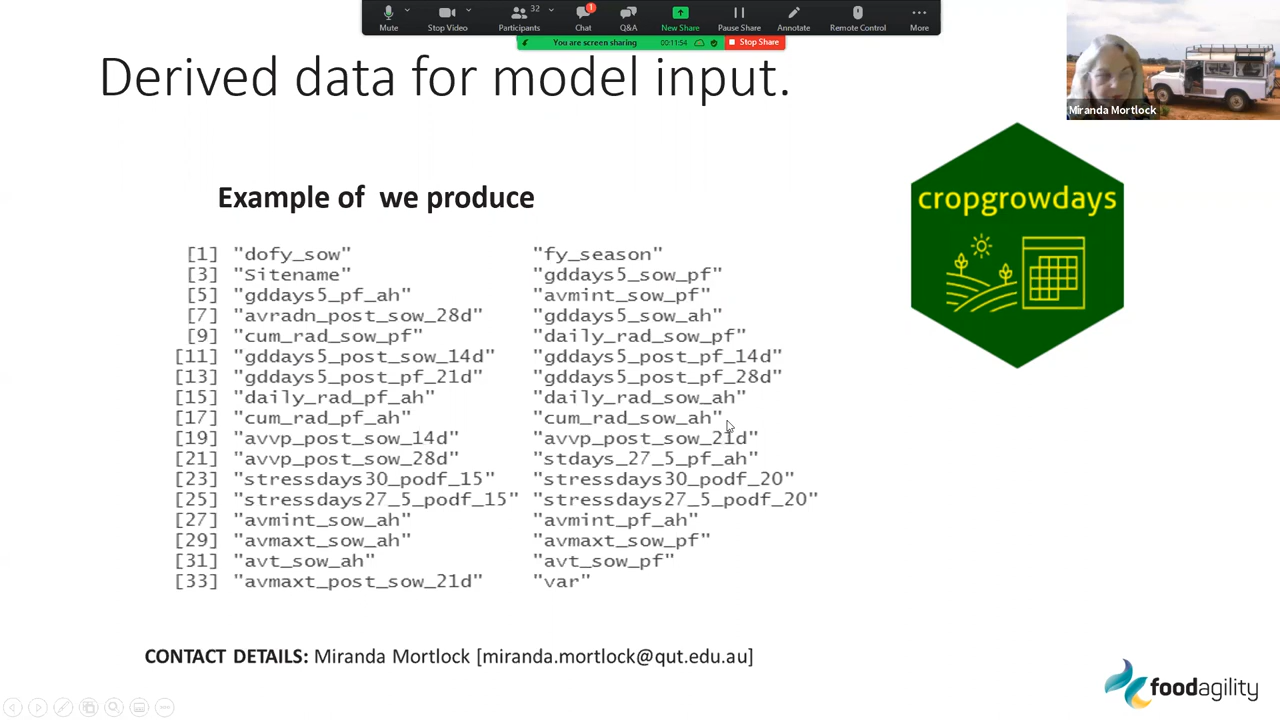 32
1
Mute
Stop Video
Participants
Chat
Q&A
New Share
Pause Share
Annotate
Remote Control
More
You are screen sharing
00:11:54
Stop Share
Miranda Mortlock
Derived data for model input.
Example of  we produce
cropgrowdays
[1] "dofy_sow" "fy_season"
[3] "Sitename" "gddays5_sow_pf"
[5] "gddays5_pf_ah" "avmint_sow_pf"
[7] "avradn_post_sow_28d" "gddays5_sow_ah"
[9] "cum_rad_sow_pf" "daily_rad_sow_pf"
[11] "gddays5_post_sow_14d" "gddays5_post_pf_14d"
[13] "gddays5_post_pf_21d" "gddays5_post_pf_28d"
[15] "daily_rad_pf_ah" "daily_rad_sow_ah"
[17] "cum_rad_pf_ah" "cum_rad_sow_ah"
[19] "avvp_post_sow_14d" "avvp_post_sow_21d"
[21] "avvp_post_sow_28d" "stdays_27_5_pf_ah"
[23] "stressdays30_podf_15" "stressdays30_podf_20"
[25] "stressdays27_5_podf_15" "stressdays27_5_podf_20"
[27] "avmint_sow_ah" "avmint_pf_ah"
[29] "avmaxt_sow_ah" "avmaxt_sow_pf"
[31] "avt_sow_ah" "avt_sow_pf"
[33] "avmaxt_post_sow_21d" "var"
CONTACT DETAILS: Miranda Mortlock [miranda.mortlock@qut.edu.au]
foodagility